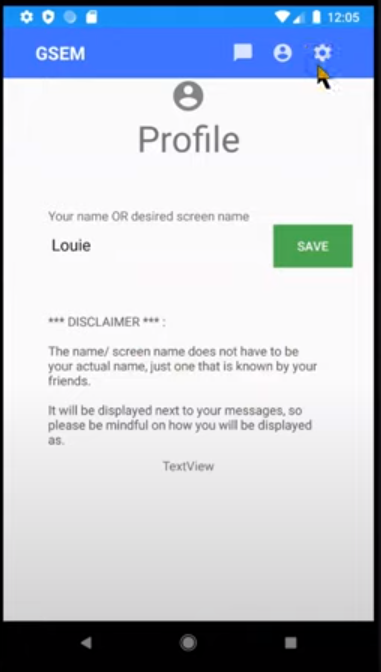 12:05
GSEM
Profile
Your name OR desired screen name
Louie
SAVE
*** DISCLAIMER *** :
The name/ screen name does not have to be
your actual name, just one that is known by your
friends.
It will be displayed next to your messages, so
please be mindful on how you will be displayed
as.
TextView